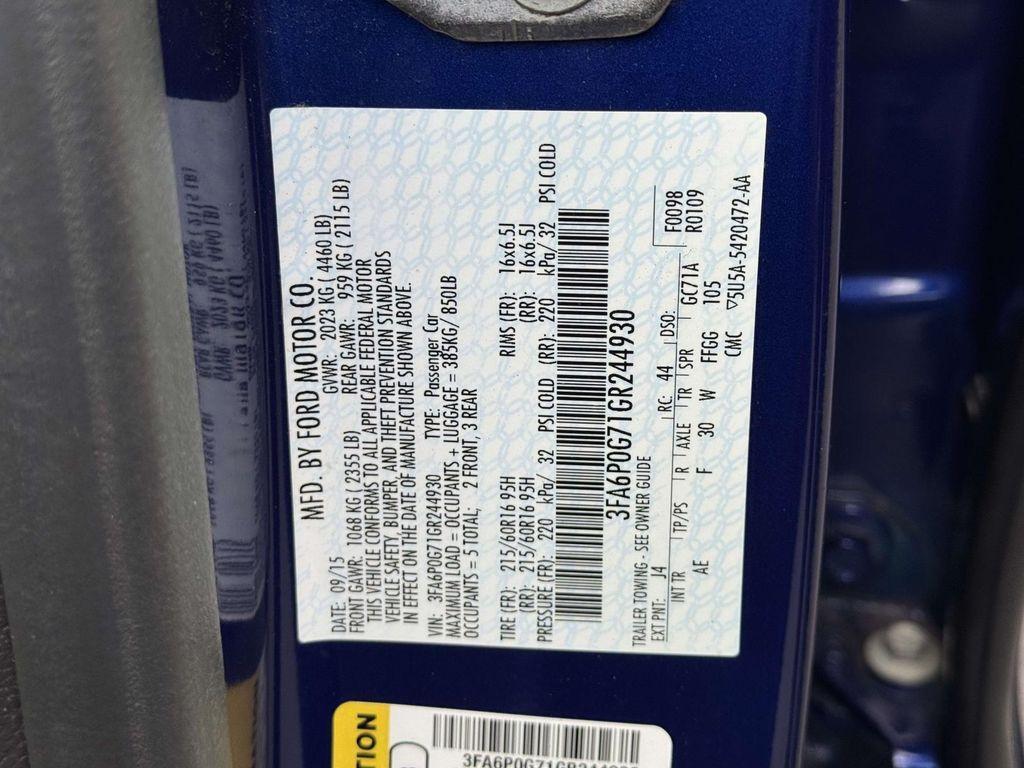 MFD. BY FORD MOTOR CO.
DATE: 09/15 GVWR: 2023 KG ( 4460 LB)
FRONT GAWR: 1068 KG ( 2355 LB) REAR GAWR: 959 KG ( 2115 LB)
THIS VEHICLE CONFORMS TO ALL APPLICABLE FEDERAL MOTOR
VEHICLE SAFETY, BUMPER, AND THEFT PREVENTION STANDARDS
IN EFFECT ON THE DATE OF MANUFACTURE SHOWN ABOVE.
VIN: 3FA6P0G71GR244930 TYPE: Passenger Car
MAXIMUM LOAD = OCCUPANTS + LUGGAGE = 385KG/ 850LB
OCCUPANTS = 5 TOTAL; 2 FRONT, 3 REAR
TIRE (FR): 215/60R16 95H RIMS (FR): 16x6.5J
(RR): 215/60R16 95H (RR): 16x6.5J
PRESSURE (FR): 220 kPa/ 32 PSI COLD (RR): 220 kPa/ 32 PSI COLD
3FA6P0G71GR244930
TRAILER TOWING - SEE OWNER GUIDE F0098
EXT PNT: J4 RC: 44 DSO: R0109
INTR TP/PS R AXLE TR SPR GC71A
AE F 30 W FFGG 105
CMC ▽5U5A-5420472-AA
TION